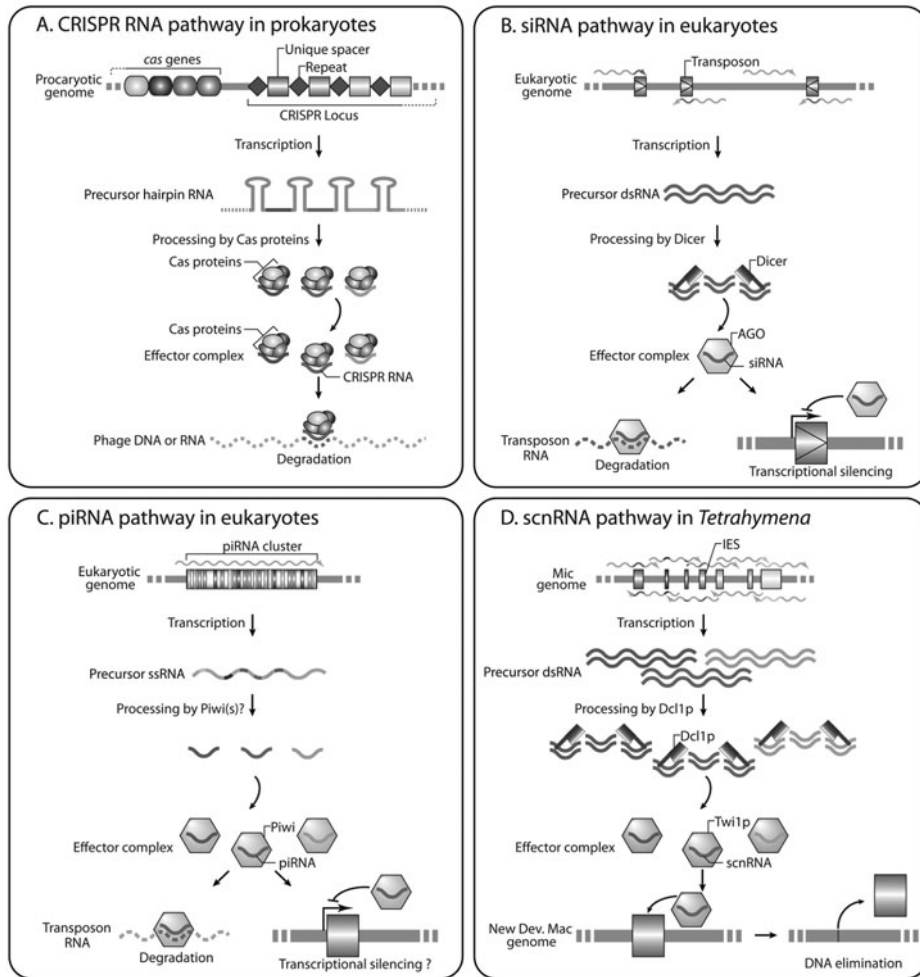 A. CRISPR RNA pathway in prokaryotes
cas genes
Unique spacer
Repeat
Procaryotic
genome
CRISPR Locus
Transcription
Precursor hairpin RNA
Processing by Cas proteins
Cas proteins
Cas proteins
Effector complex
CRISPR RNA
Phage DNA or RNA
Degradation
B. siRNA pathway in eukaryotes
Transposon
Eukaryotic
genome
Transcription
Precursor dsRNA
Processing by Dicer
Dicer
AGO
Effector complex
siRNA
Transposon
RNA
Degradation
Transcriptional silencing
C. piRNA pathway in eukaryotes
piRNA cluster
Eukaryotic
genome
Transcription
Precursor ssRNA
Processing by Piwi(s)?
Piwi
Effector complex
piRNA
Transposon
RNA
Degradation
Transcriptional silencing ?
D. scnRNA pathway in Tetrahymena
IES
Mic
genome
Transcription
Precursor dsRNA
Processing by Dcl1p
Dcl1p
Twi1p
Effector complex
scnRNA
New Dev. Mac
genome
DNA elimination